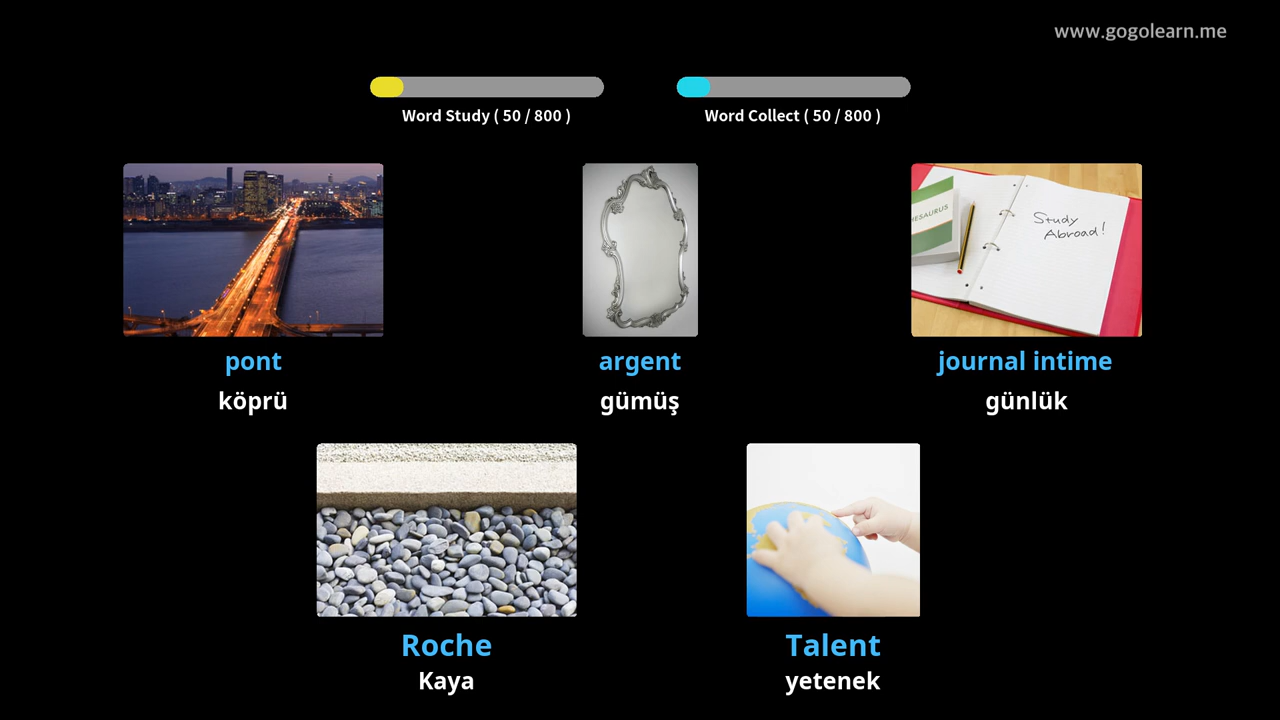 www.gogolearn.me
Word Study ( 50 / 800 )
Word Collect ( 50 / 800 )
HESAURUS
Study
Abroad!
pont
argent
journal intime
köprü
gümüş
günlük
Roche
Talent
Kaya
yetenek